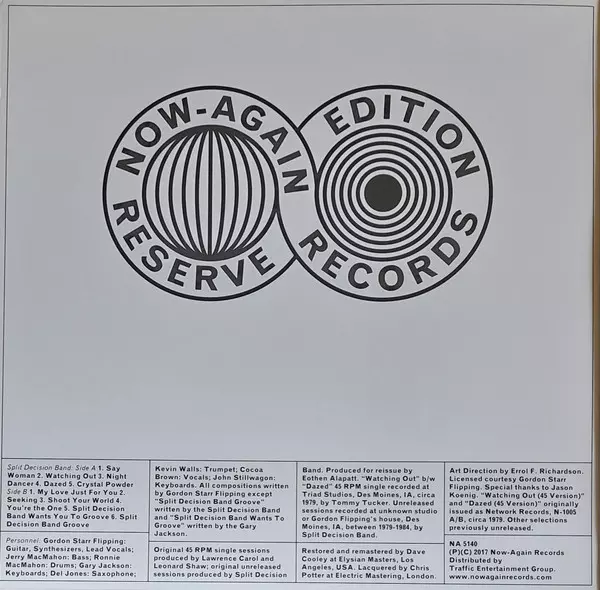 NOW-AGAIN
RESERVE
EDITION
RECORDS
Split Decision Band: Side A 1. Say
Woman 2. Watching Out 3. Night
Dancer 4. Dazed 5. Crystal Powder
Side B 1. My Love Just For You 2.
Seeking 3. Shoot Your World 4.
You're the One 5. Split Decision
Band Wants You To Groove 6. Split
Decision Band Groove
Personnel: Gordon Starr Flipping:
Guitar, Synthesizers, Lead Vocals;
Jerry MacMahon: Bass; Ronnie
MacMahon: Drums; Gary Jackson:
Keyboards; Del Jones: Saxophone;
Kevin Walls: Trumpet; Cocoa
Brown: Vocals; John Stillwagon:
Keyboards. All compositions written
by Gordon Starr Flipping except
"Split Decision Band Groove"
written by the Split Decision Band
and "Split Decision Band Wants To
Groove" written by the Gary
Jackson.
Original 45 RPM single sessions
produced by Lawrence Carol and
Leonard Shaw; original unreleased
sessions produced by Split Decision
Band. Produced for reissue by
Eothen Alapatt. "Watching Out" b/w
"Dazed" 45 RPM single recorded at
Triad Studios, Des Moines, IA, circa
1979, by Tommy Tucker. Unreleased
sessions recorded at unknown studio
or Gordon Flipping's house, Des
Moines, IA, between 1979-1984, by
Split Decision Band.
Restored and remastered by Dave
Cooley at Elysian Masters, Los
Angeles, USA. Lacquered by Chris
Potter at Electric Mastering, London.
Art Direction by Errol F. Richardson.
Licensed courtesy Gordon Starr
Flipping. Special thanks to Jason
Koenig. "Watching Out (45 Version)"
and "Dazed (45 Version)" originally
issued as Network Records, N-1005
A/B, circa 1979. Other selections
previously unreleased.
NA 5140
(P)(C) 2017 Now-Again Records
Distributed by
Traffic Entertainment Group.
www.nowagainrecords.com